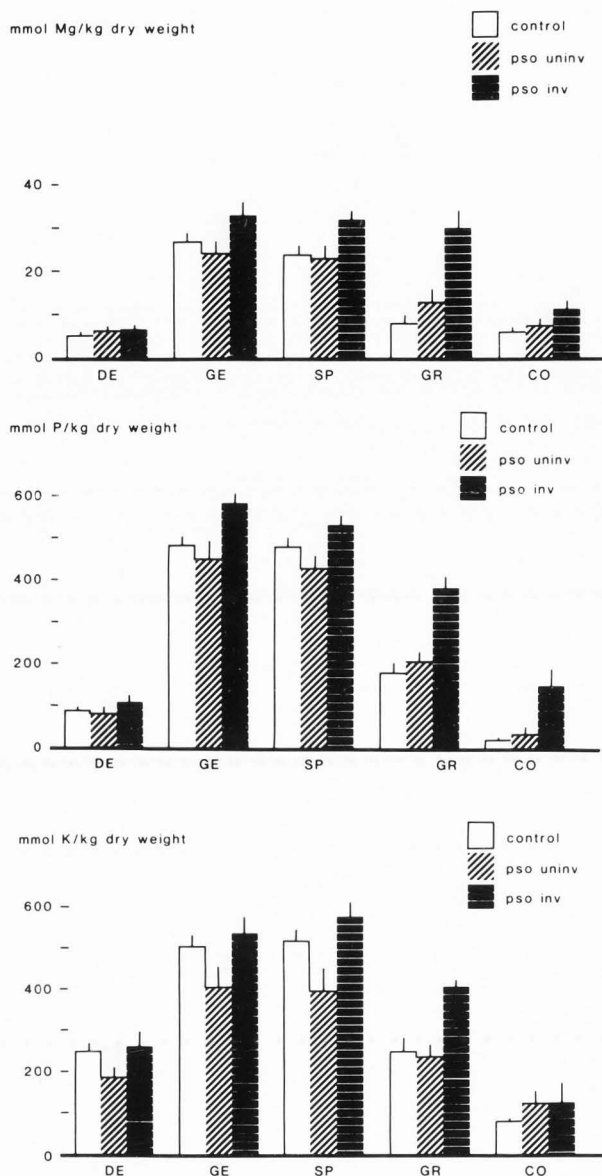 mmol Mg/kg dry weight
control
pso uninv
pso inv
40
20
0
DE GE SP GR CO
mmol P/kg dry weight
control
pso uninv
pso inv
600
400
200
0
DE GE SP GR CO
mmol K/kg dry weight
control
pso uninv
pso inv
600
400
200
0
DE GE SP GR CO